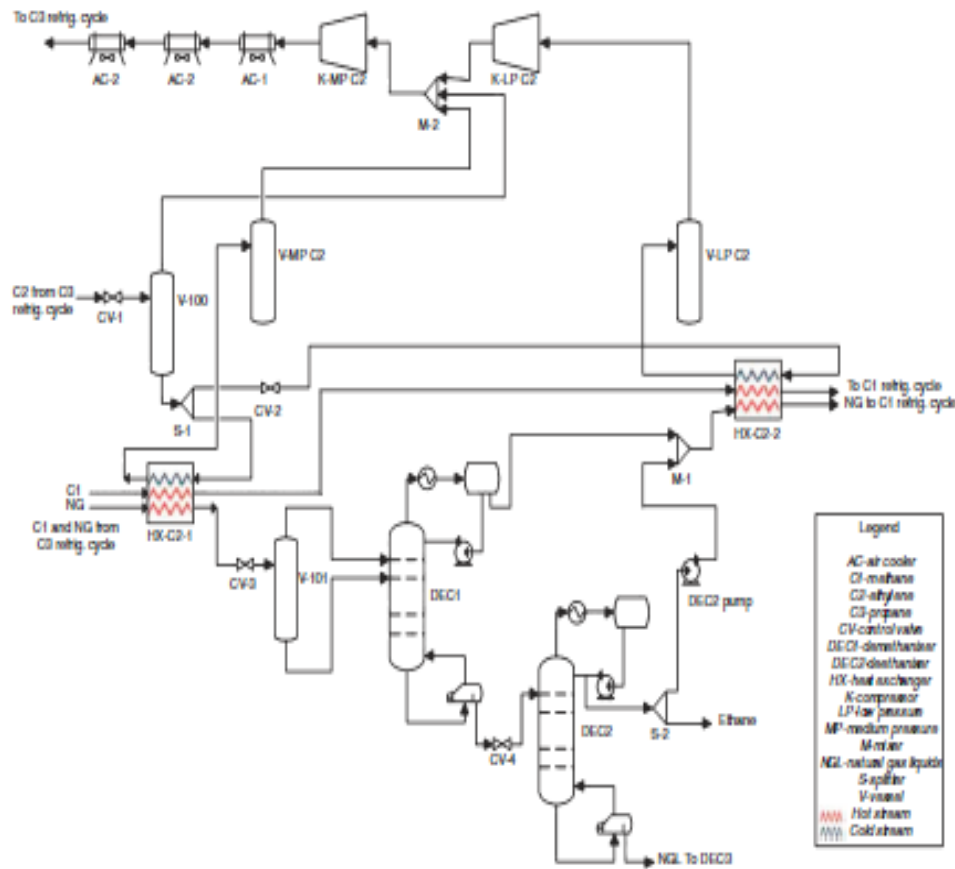 To C3 refrig. cycle
AC-2
AC-2
AC-1
K-MP C2
K-LP C2
M-2
V-MP C2
V-LP C2
C2 from C3
refrig. cycle
CV-1
V-100
S-1
CV-2
To C1 refrig. cycle
NG to C1 refrig. cycle
HX-C2-2
M-1
C1
NG
C1 and NG from
C3 refrig. cycle
HX-C2-1
CV-3
V-101
DEC1
DEC2 pump
CV-4
DEC2
S-2
Ethane
NGL To DEC3
Legend
AC-air cooler
C1-methane
C2-ethylene
C3-propane
CV-control valve
DEC1-demethaniser
DEC2-deethaniser
HX-heat exchanger
K-compressor
LP-low pressure
MP-medium pressure
M-mixer
NGL-natural gas liquids
S-splitter
V-vessel
Hot stream
Cold stream